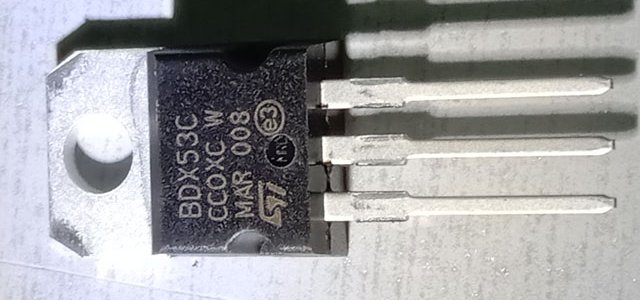 BDX53C
CC0XC W
MAR 008
e3
ST